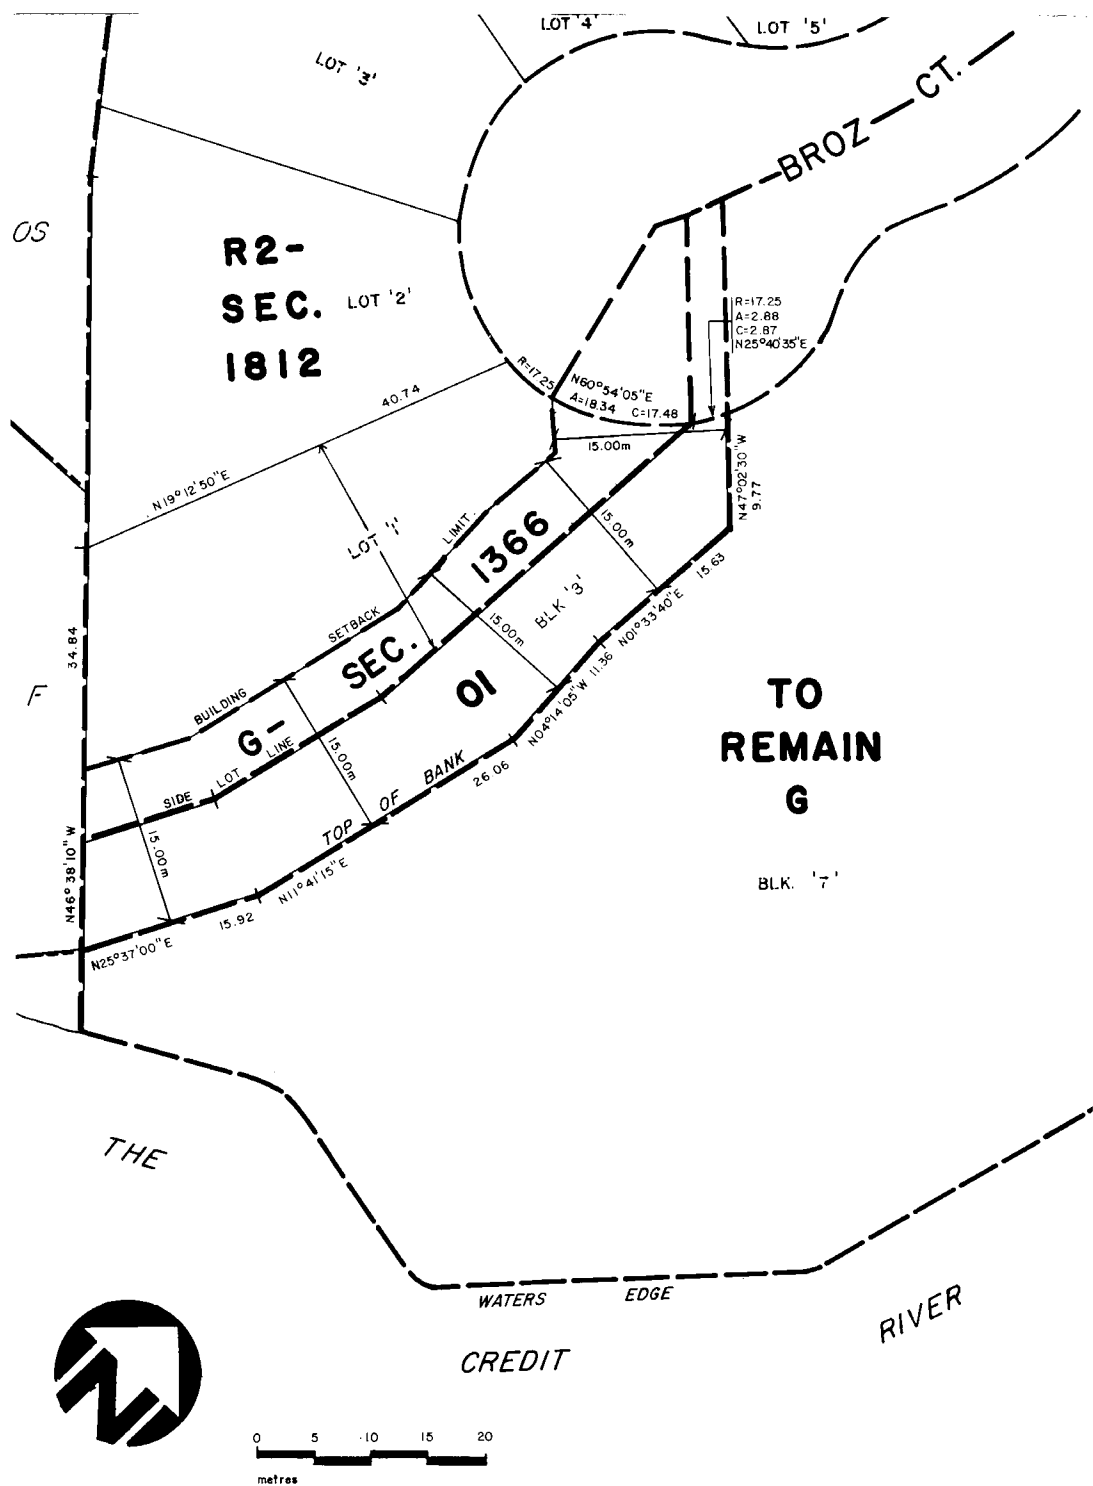 LOT '4'
LOT '5'
LOT '3'
BROZ CT.
OS
R2-
SEC.
1812
LOT '2'
R=17.25
A=2.88
C=2.87
N25°40'35"E
R=17.25
N60°54'05"E
A=18.34 C=17.48
40.74
15.00m
N47°02'30"W
9.77
N19°12'50"E
LOT '1'
LIMIT
1366
15.00m
15.63
BLK '3'
N01°33'40"E
SETBACK
15.00m
34.84
SEC.
01
11.36
N04°14'05"W
F
BUILDING
G-
TO
REMAIN
G
SIDE LOT LINE
15.00m
TOP OF BANK
26.06
15.00m
N11°41'15"E
BLK. '7'
N46°38'10"W
15.92
N25°37'00"E
THE
WATERS EDGE
RIVER
CREDIT
N
0 5 10 15 20
metres